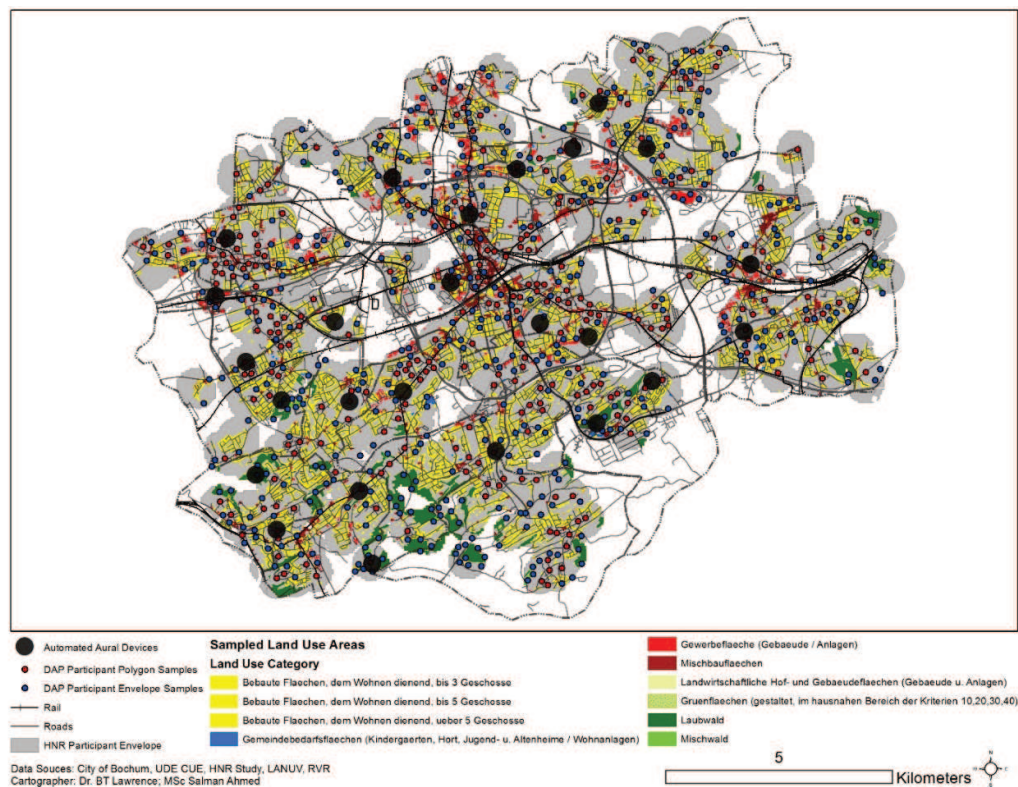 Automated Aural Devices
DAP Participant Polygon Samples
DAP Participant Envelope Samples
Rail
Roads
HNR Participant Envelope
Data Souces: City of Bochum, UDE CUE, HNR Study, LANUV, RVR
Cartographer: Dr. BT Lawrence; MSc Salman Ahmed
Sampled Land Use Areas
Land Use Category
Bebaute Flaechen, dem Wohnen dienend, bis 3 Geschosse
Bebaute Flaechen, dem Wohnen dienend, bis 5 Geschosse
Bebaute Flaechen, dem Wohnen dienend, ueber 5 Geschosse
Gemeindebedarfsflaechen (Kindergaerten, Hort, Jugend- u. Altenheime / Wohnanlagen)
Gewerbeflaeche (Gebaeude / Anlagen)
Mischbauflaechen
Landwirtschaftliche Hof- und Gebaeudeflaechen (Gebaeude u. Anlagen)
Gruenflaechen (gestaltet, im hausnahen Bereich der Kriterien 10,20,30,40)
Laubwald
Mischwald
5
Kilometers
N
W
E
S